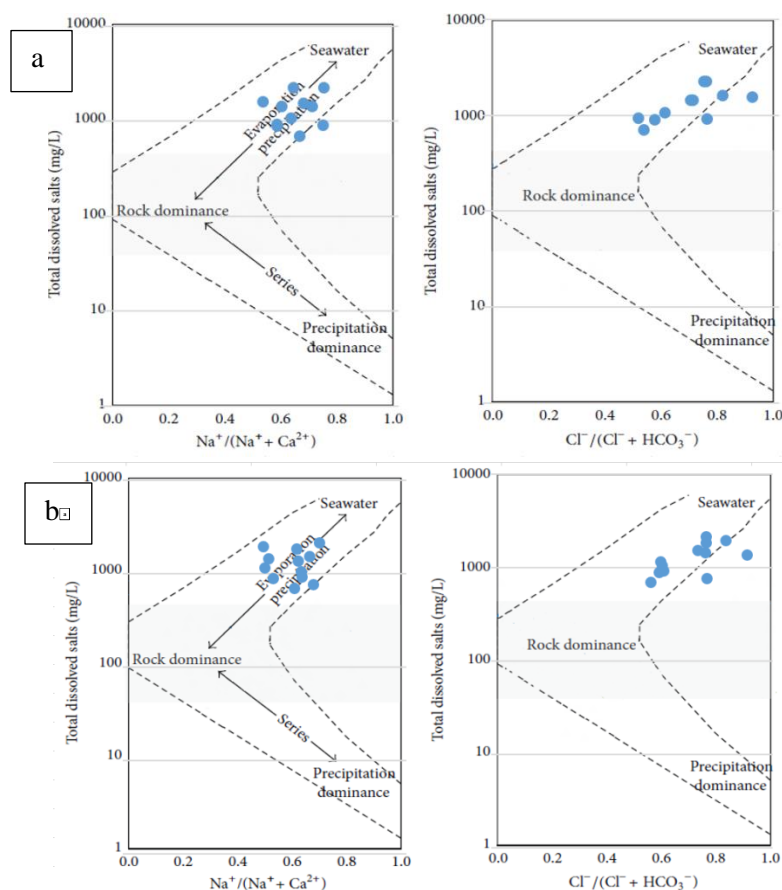 a
10000
1000
100
10
1
Total dissolved salts (mg/L)
Seawater
Evaporation
precipitation
Rock dominance
Series
Precipitation
dominance
0.0 0.2 0.4 0.6 0.8 1.0
Na⁺/(Na⁺ + Ca²⁺)
10000
1000
100
10
1
Total dissolved salts (mg/L)
Seawater
Rock dominance
Precipitation
dominance
0.0 0.2 0.4 0.6 0.8 1.0
Cl⁻/(Cl⁻ + HCO₃⁻)
b
10000
1000
100
10
1
Total dissolved salts (mg/L)
Seawater
Evaporation
precipitation
Rock dominance
Series
Precipitation
dominance
0.0 0.2 0.4 0.6 0.8 1.0
Na⁺/(Na⁺ + Ca²⁺)
10000
1000
100
10
1
Total dissolved salts (mg/L)
Seawater
Rock dominance
Precipitation
dominance
0.0 0.2 0.4 0.6 0.8 1.0
Cl⁻/(Cl⁻ + HCO₃⁻)